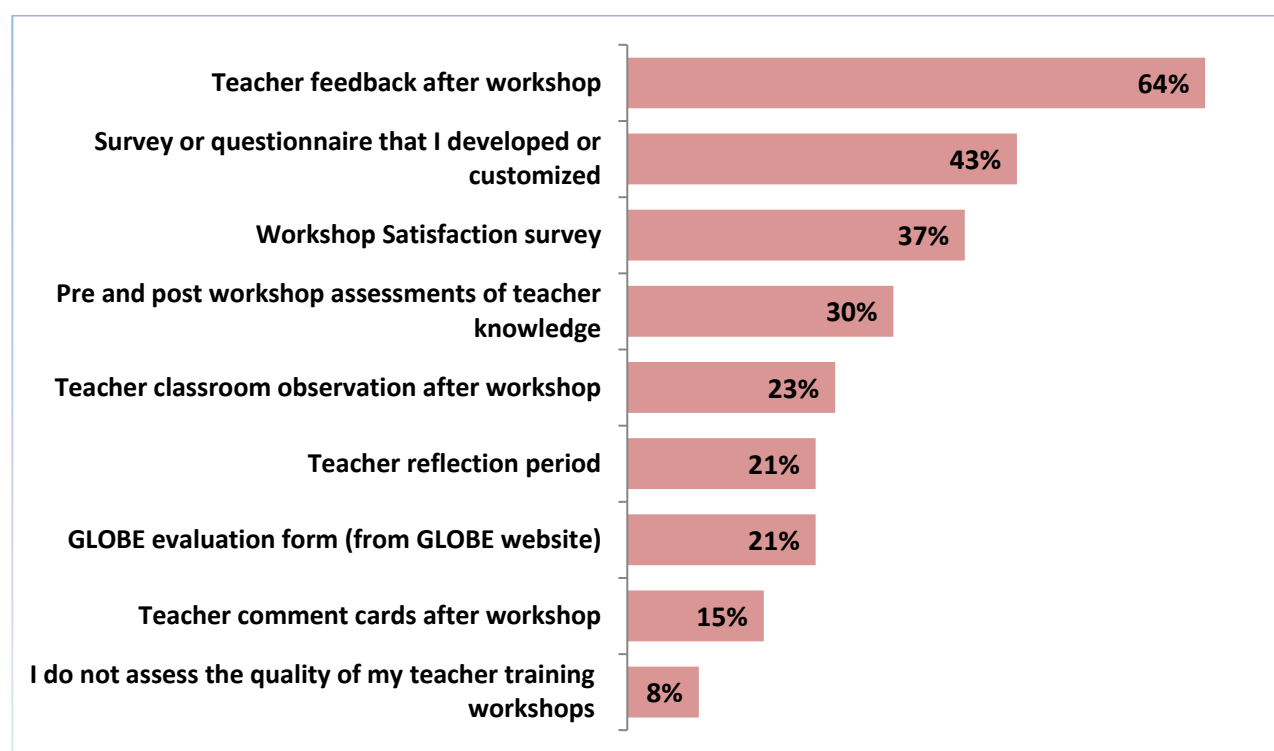 Teacher feedback after workshop
64%
Survey or questionnaire that I developed or
customized
43%
Workshop Satisfaction survey
37%
Pre and post workshop assessments of teacher
knowledge
30%
Teacher classroom observation after workshop
23%
Teacher reflection period
21%
GLOBE evaluation form (from GLOBE website)
21%
Teacher comment cards after workshop
15%
I do not assess the quality of my teacher training
workshops
8%